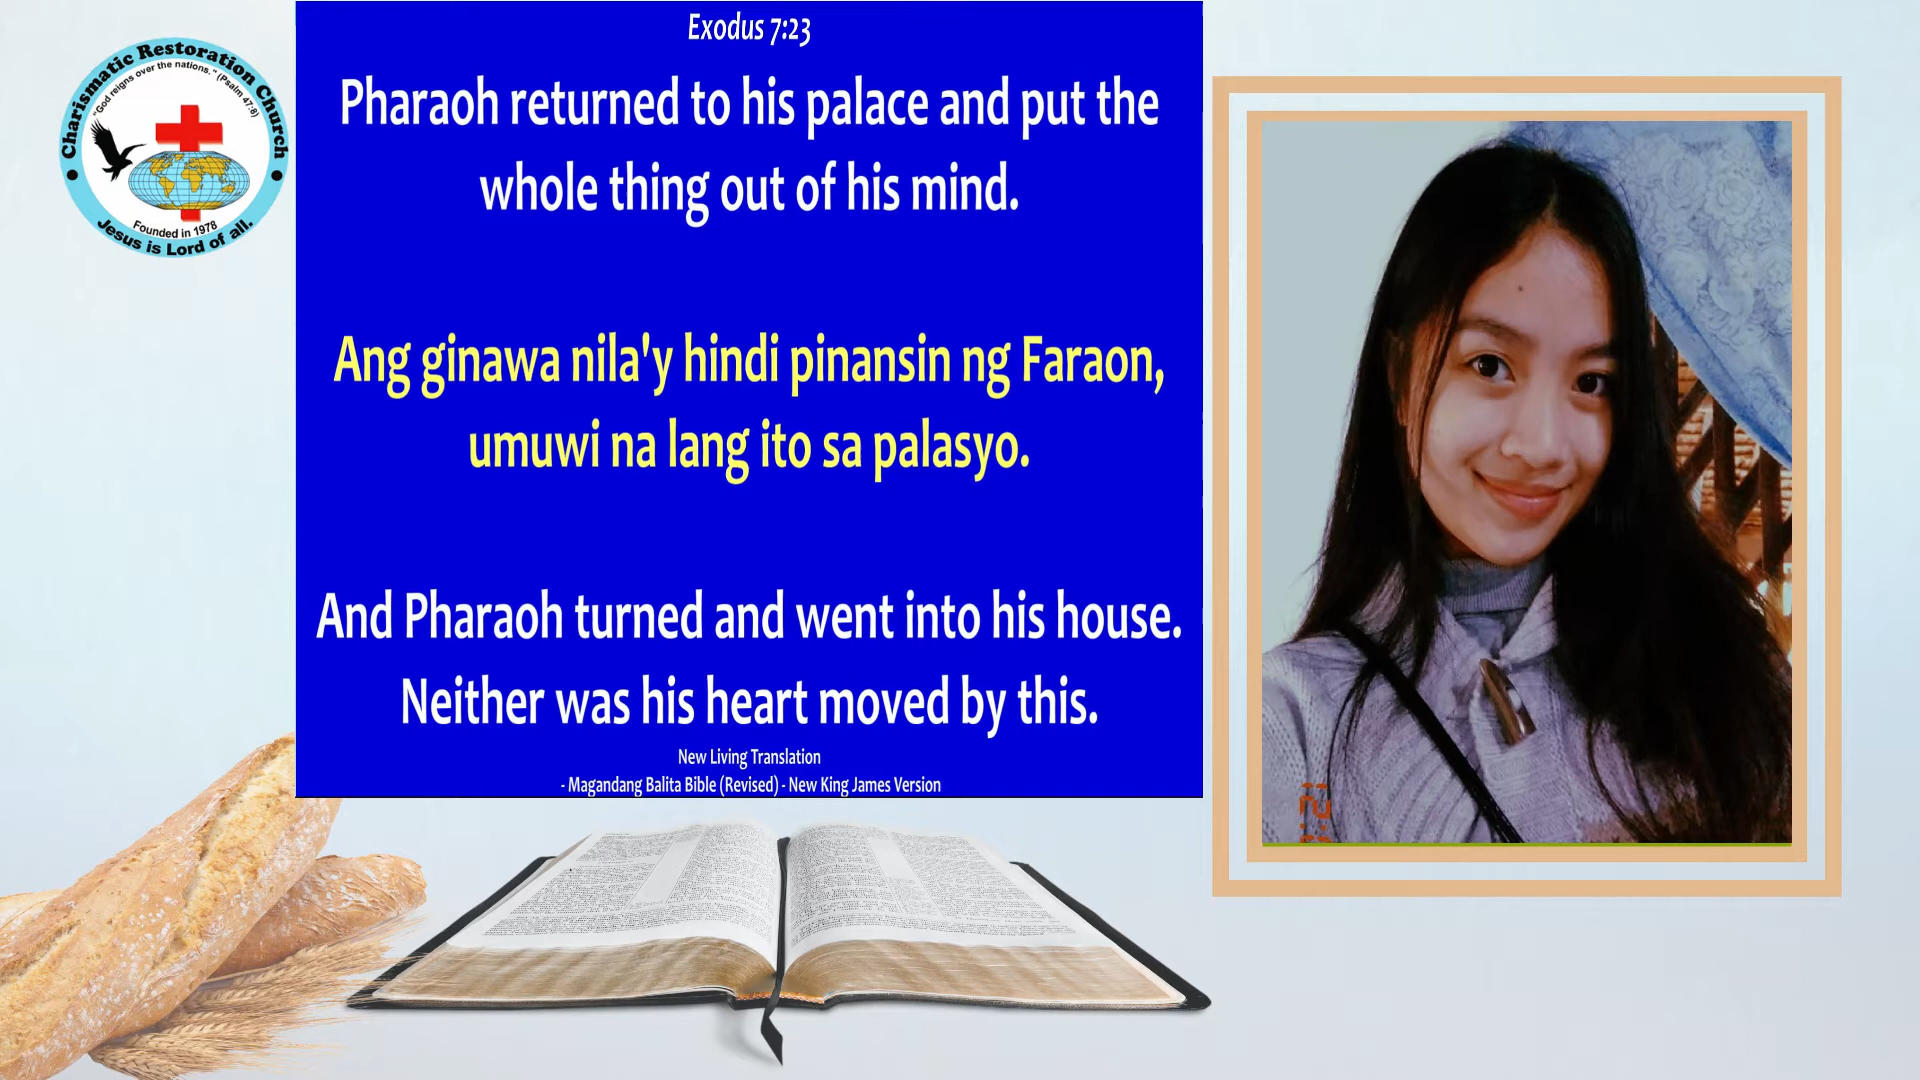 Charismatic Restoration Church
"God reigns over the nations." (Psalm 47:8)
Founded in 1978
Jesus is Lord of all.
Exodus 7:23
Pharaoh returned to his palace and put the
whole thing out of his mind.
Ang ginawa nila'y hindi pinansin ng Faraon,
umuwi na lang ito sa palasyo.
And Pharaoh turned and went into his house.
Neither was his heart moved by this.
New Living Translation
- Magandang Balita Bible (Revised) - New King James Version